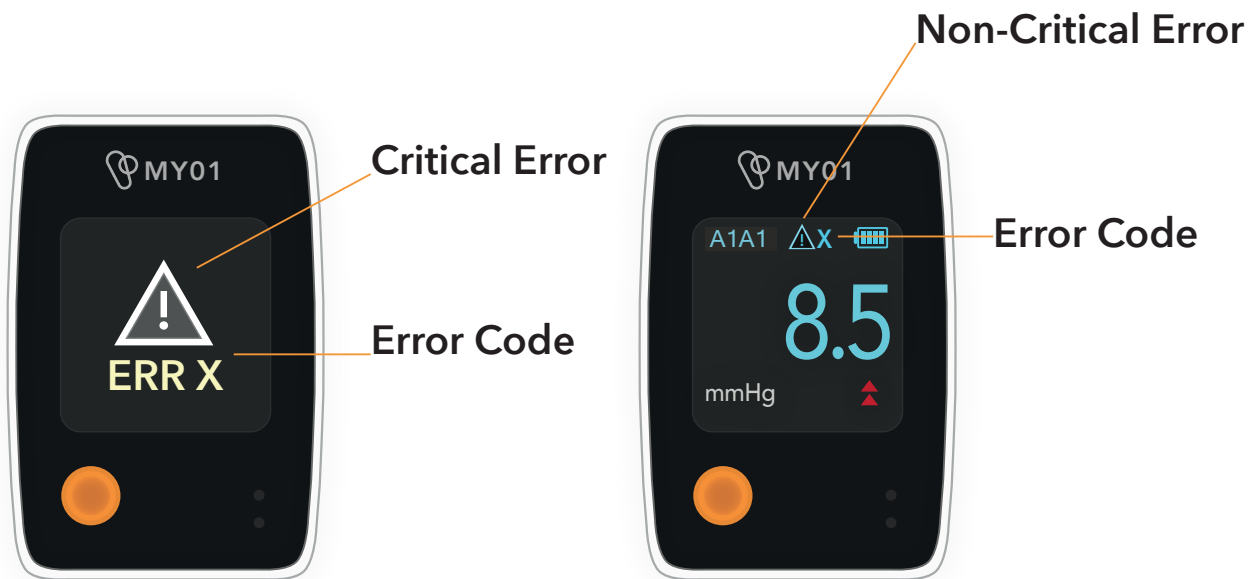 Non-Critical Error
MY01
Critical Error
ERR X
Error Code
MY01
A1A1 X
Error Code
8.5
mmHg